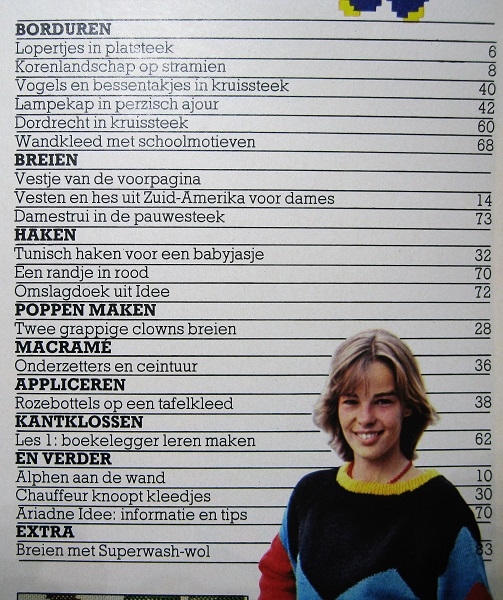 BORDUREN
Lopertjes in platsteek 6
Korenlandschap op stramien 8
Vogels en bessentakjes in kruissteek 40
Lampekap in perzisch ajour 42
Dordrecht in kruissteek 60
Wandkleed met schoolmotieven 68
BREIEN
Vestje van de voorpagina
Vesten en hes uit Zuid-Amerika voor dames 14
Damestrui in de pauwesteek 73
HAKEN
Tunisch haken voor een babyjasje 32
Een randje in rood 70
Omslagdoek uit Idee 72
POPPEN MAKEN
Twee grappige clowns breien 28
MACRAMÉ
Onderzetters en ceintuur 36
APPLICEREN
Rozebottels op een tafelkleed 38
KANTKLOSSEN
Les 1: boekelegger leren maken 62
EN VERDER
Alphen aan de wand 10
Chauffeur knoopt kleedjes 30
Ariadne Idee: informatie en tips 70
EXTRA
Breien met Superwash-wol 83